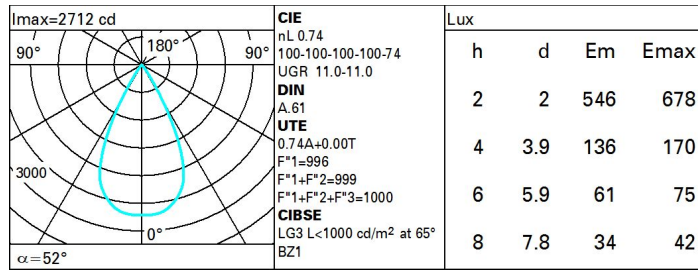 Imax=2712 cd
90°
180°
90°
3000
0°
α=52°
CIE
nL 0.74
100-100-100-100-74
UGR 11.0-11.0
DIN
A.61
UTE
0.74A+0.00T
F"1=996
F"1+F"2=999
F"1+F"2+F"3=1000
CIBSE
LG3 L<1000 cd/m² at 65°
BZ1
Lux
h d Em Emax
2 2 546 678
4 3.9 136 170
6 5.9 61 75
8 7.8 34 42